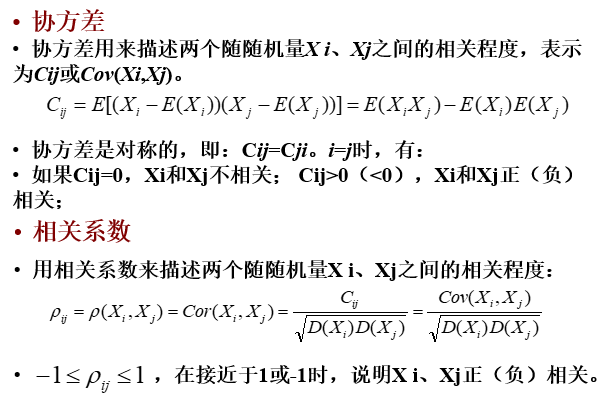 • 协方差
• 协方差用来描述两个随随机量X i、Xj之间的相关程度，表示
为Cij或Cov(Xi,Xj)。
C_{ij} = E[(X_i − E(X_i))(X_j − E(X_j))] = E(X_iX_j) − E(X_i)E(X_j)
• 协方差是对称的，即：Cij=Cji。i=j时，有：
• 如果Cij=0，Xi和Xj不相关； Cij>0（<0），Xi和Xj正（负）
相关；
• 相关系数
• 用相关系数来描述两个随随机量X i、Xj之间的相关程度：
ρ_{ij} = ρ(X_i, X_j) = Cor(X_i, X_j) = \frac{C_{ij}}{\sqrt{D(X_i)D(X_j)}} = \frac{Cov(X_i, X_j)}{\sqrt{D(X_i)D(X_j)}}
• −1 ≤ ρ_{ij} ≤ 1 ，在接近于1或-1时，说明X i、Xj正（负）相关。